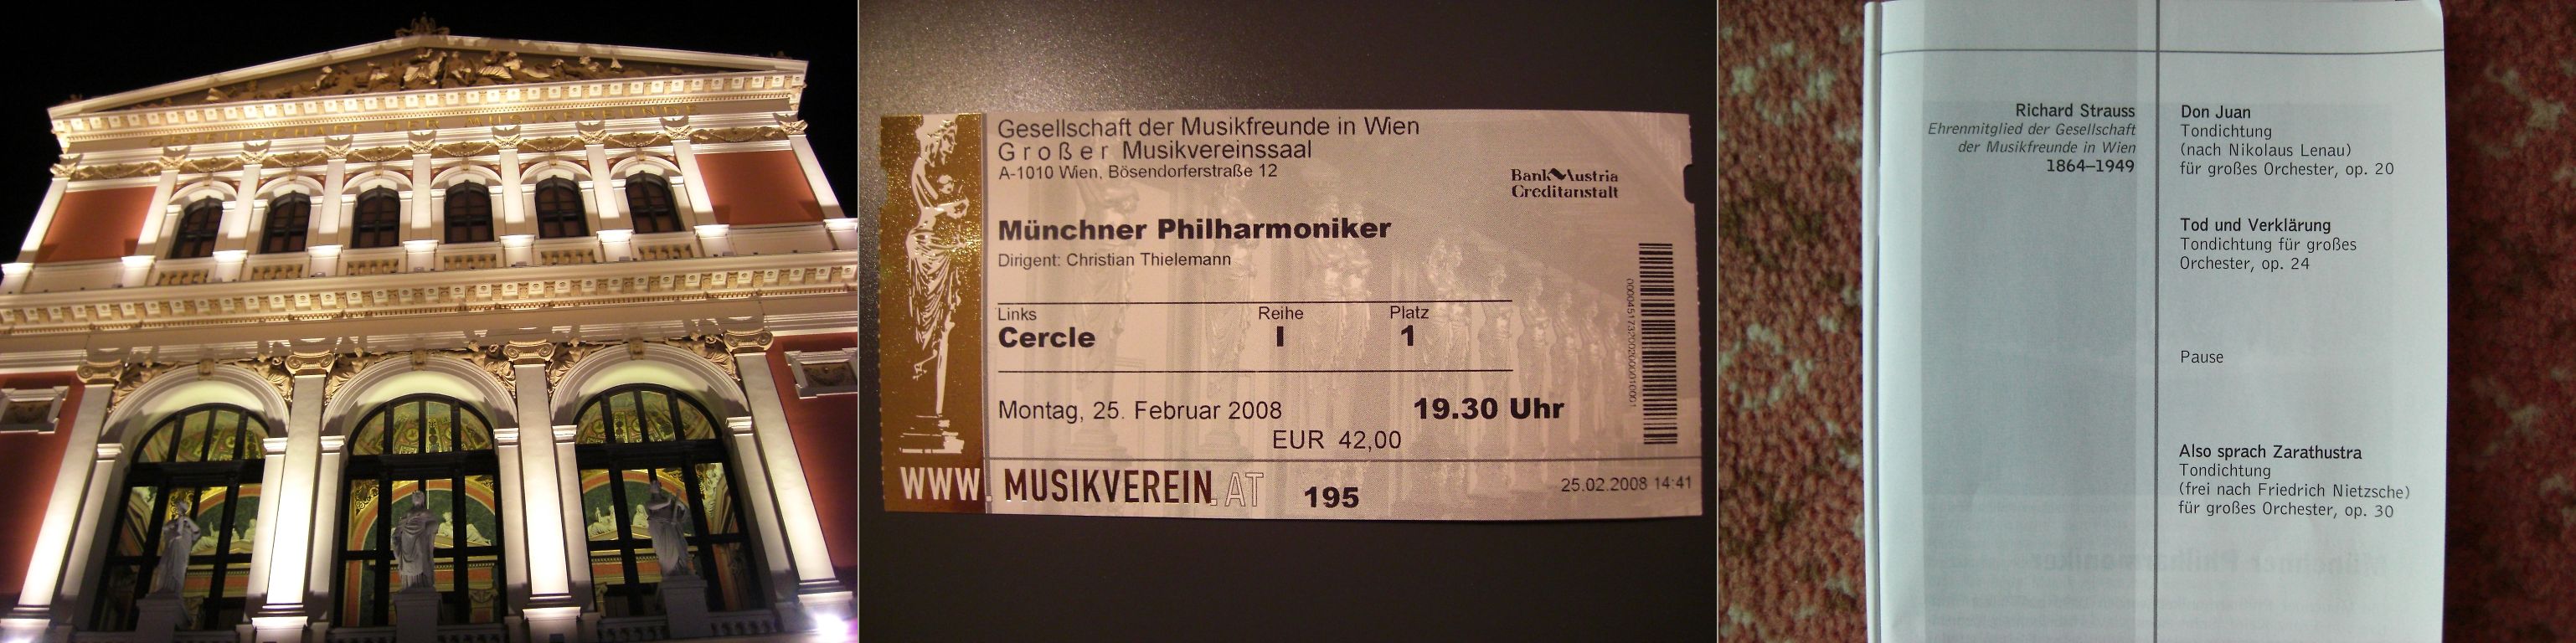 Gesellschaft der Musikfreunde in Wien
Großer Musikvereinssaal
A-1010 Wien, Bösendorferstraße 12
Bank Austria
Creditanstalt
Münchner Philharmoniker
Dirigent: Christian Thielemann
Links Reihe Platz
Cercle I 1
Montag, 25. Februar 2008 19.30 Uhr
EUR 42,00
WWW.MUSIKVEREIN.AT 195 25.02.2008 14:41
Richard Strauss
Ehrenmitglied der Gesellschaft
der Musikfreunde in Wien
1864–1949
Don Juan
Tondichtung
(nach Nikolaus Lenau)
für großes Orchester, op. 20
Tod und Verklärung
Tondichtung für großes
Orchester, op. 24
Pause
Also sprach Zarathustra
Tondichtung
(frei nach Friedrich Nietzsche)
für großes Orchester, op. 30